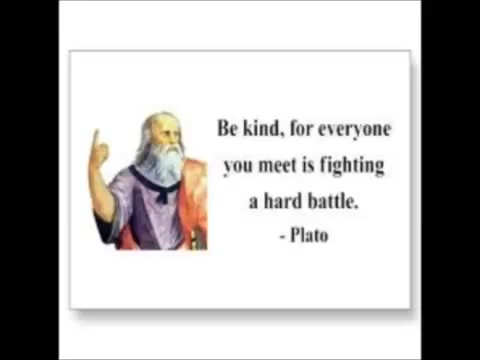 Be kind, for everyone
you meet is fighting
a hard battle.
- Plato